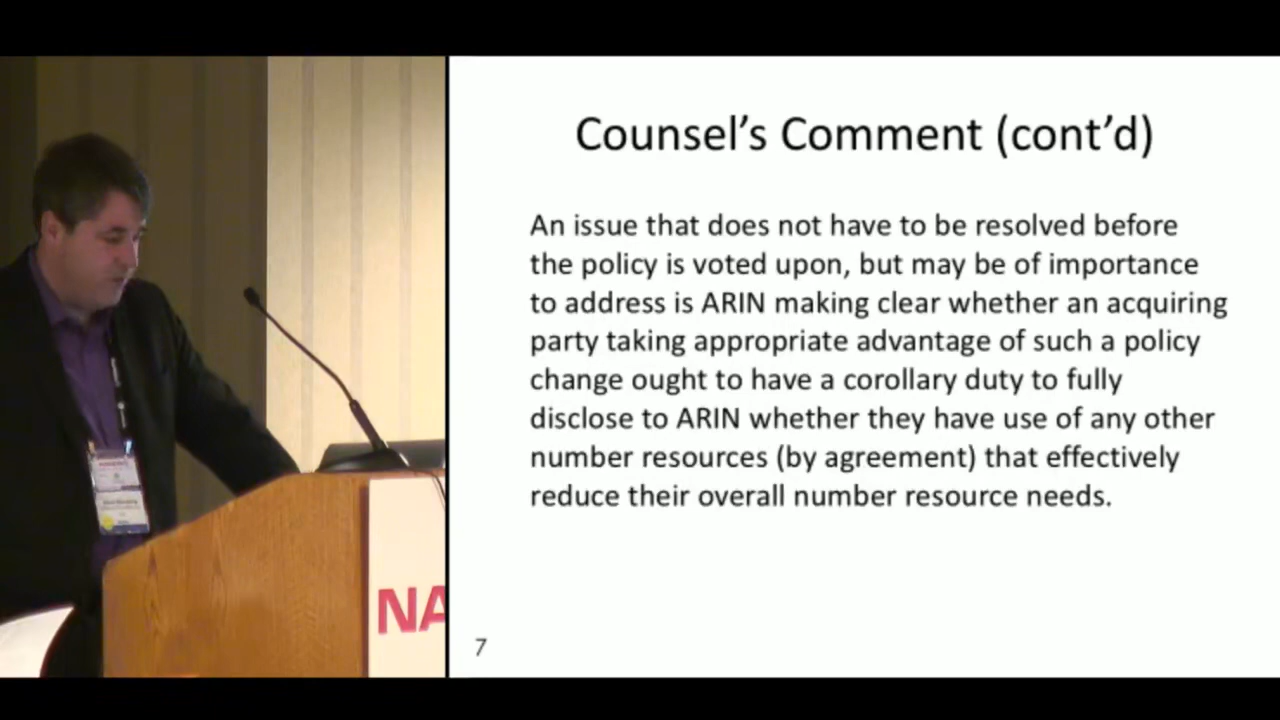 Counsel's Comment (cont'd)
An issue that does not have to be resolved before
the policy is voted upon, but may be of importance
to address is ARIN making clear whether an acquiring
party taking appropriate advantage of such a policy
change ought to have a corollary duty to fully
disclose to ARIN whether they have use of any other
number resources (by agreement) that effectively
reduce their overall number resource needs.
NA
7